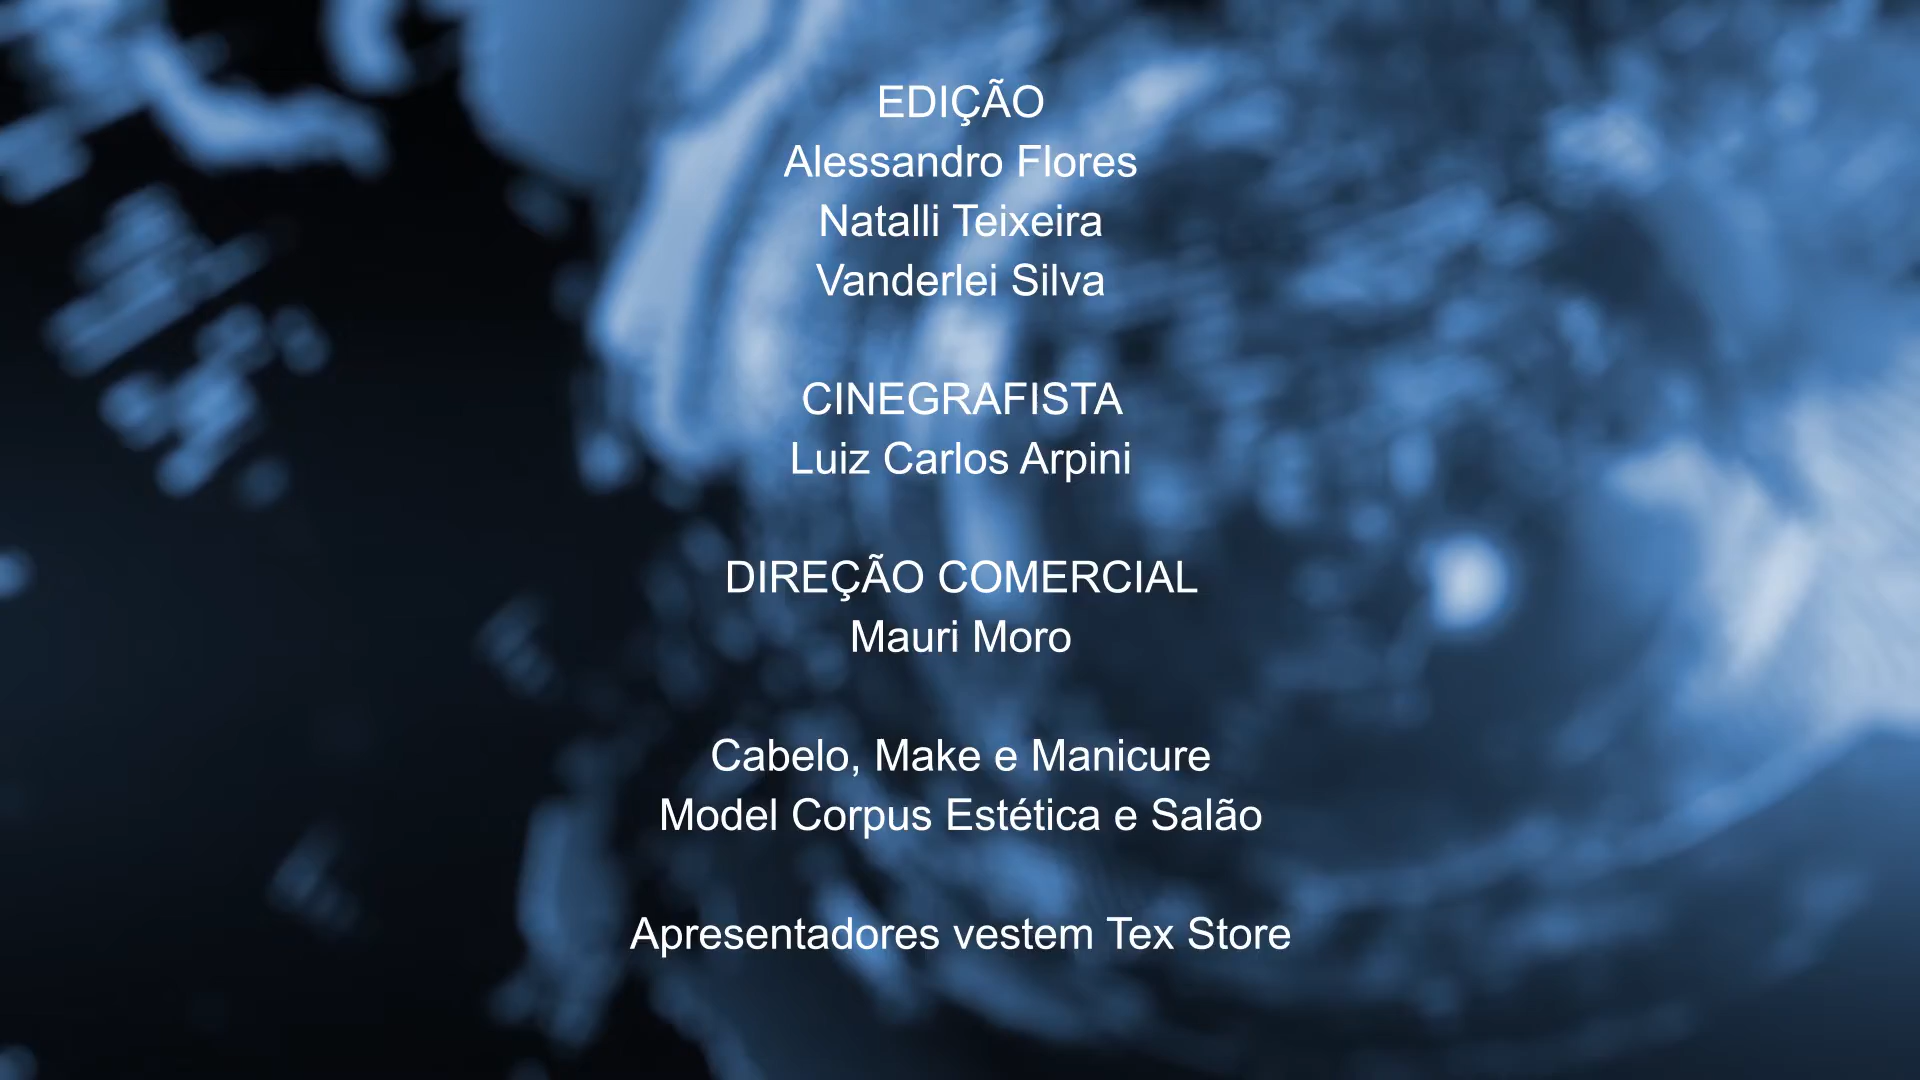 EDIÇÃO
Alessandro Flores
Natalli Teixeira
Vanderlei Silva
CINEGRAFISTA
Luiz Carlos Arpini
DIREÇÃO COMERCIAL
Mauri Moro
Cabelo, Make e Manicure
Model Corpus Estética e Salão
Apresentadores vestem Tex Store